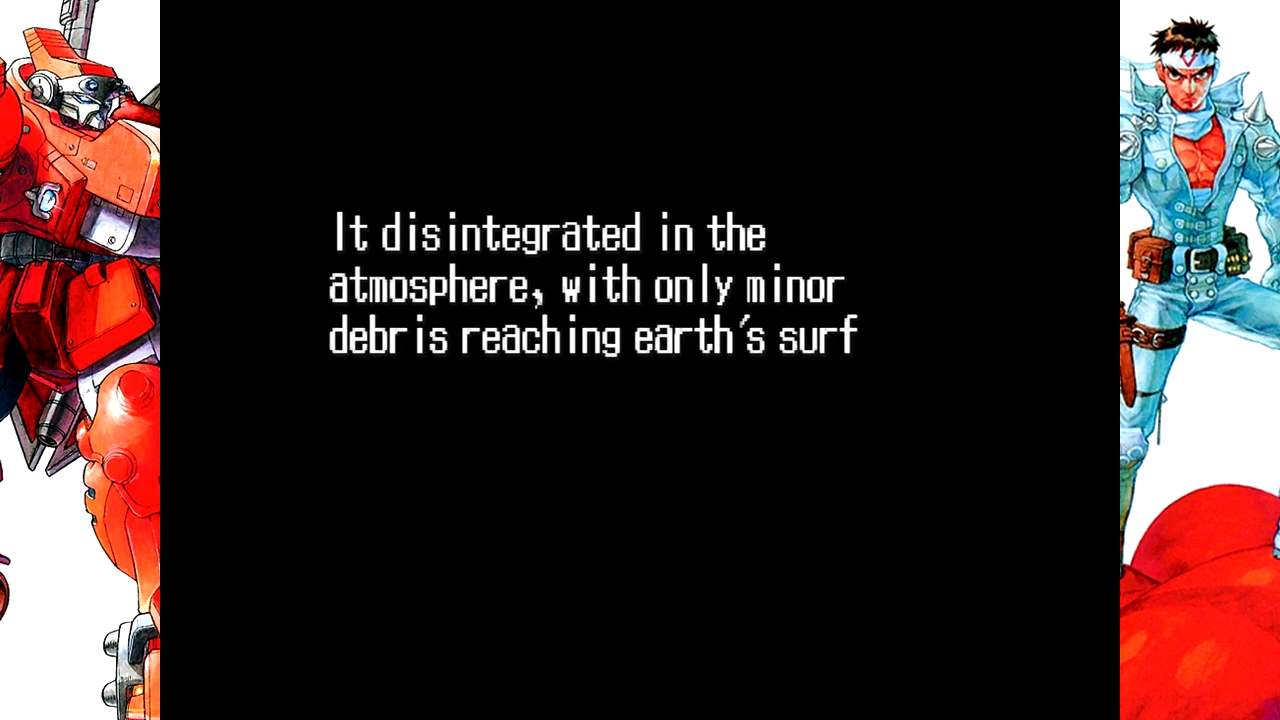 It disintegrated in the
atmosphere, with only minor
debris reaching earth's surf